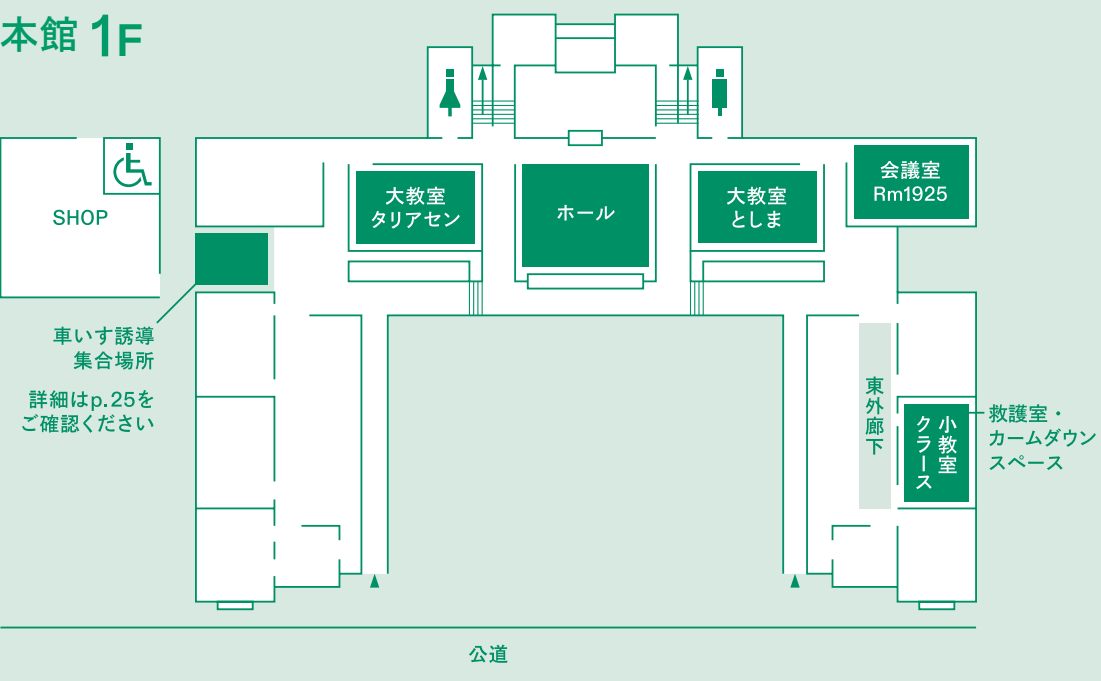 本館 1F
SHOP
大教室
タリアセン
ホール
大教室
としま
会議室
Rm1925
車いす誘導
集合場所
詳細はp.25を
ご確認ください
東外廊下
小教室
クラース
救護室・
カームダウン
スペース
公道